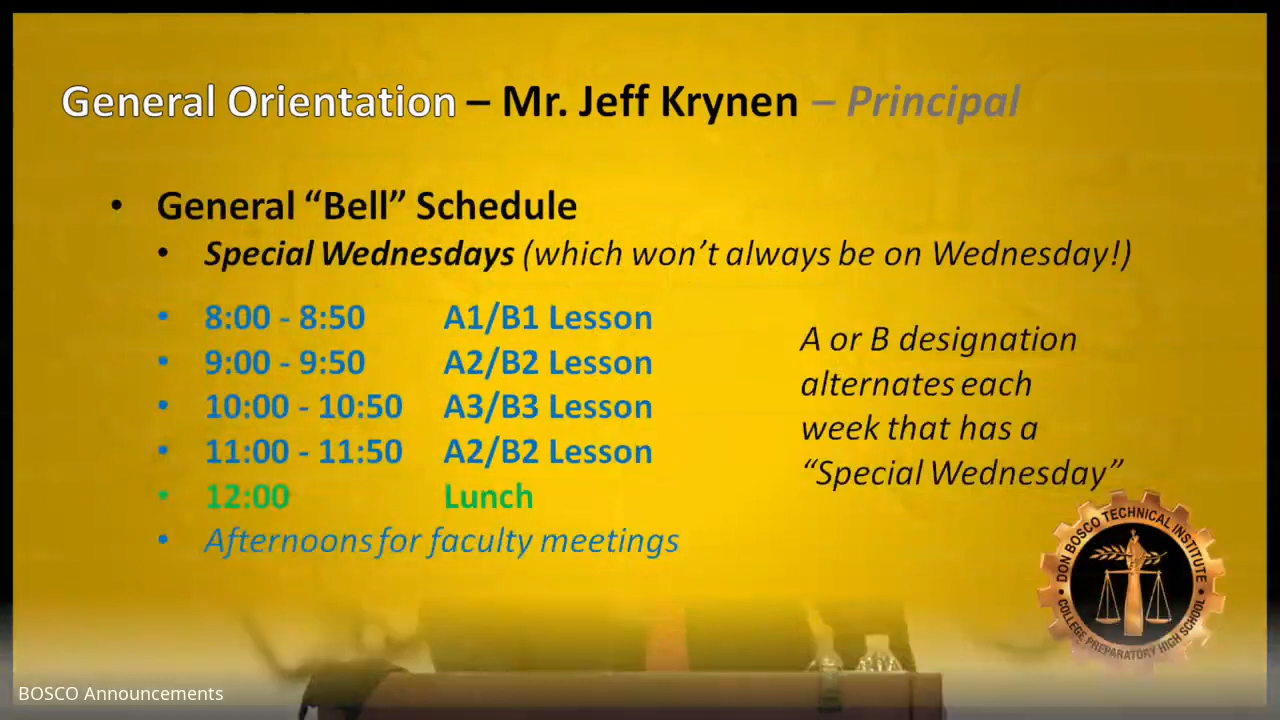 General Orientation – Mr. Jeff Krynen – Principal
• General “Bell” Schedule
• Special Wednesdays (which won’t always be on Wednesday!)
• 8:00 - 8:50 A1/B1 Lesson
• 9:00 - 9:50 A2/B2 Lesson
• 10:00 - 10:50 A3/B3 Lesson
• 11:00 - 11:50 A2/B2 Lesson
• 12:00 Lunch
• Afternoons for faculty meetings
A or B designation
alternates each
week that has a
“Special Wednesday”
DON BOSCO TECHNICAL INSTITUTE
COLLEGE PREPARATORY HIGH SCHOOL
BOSCO Announcements